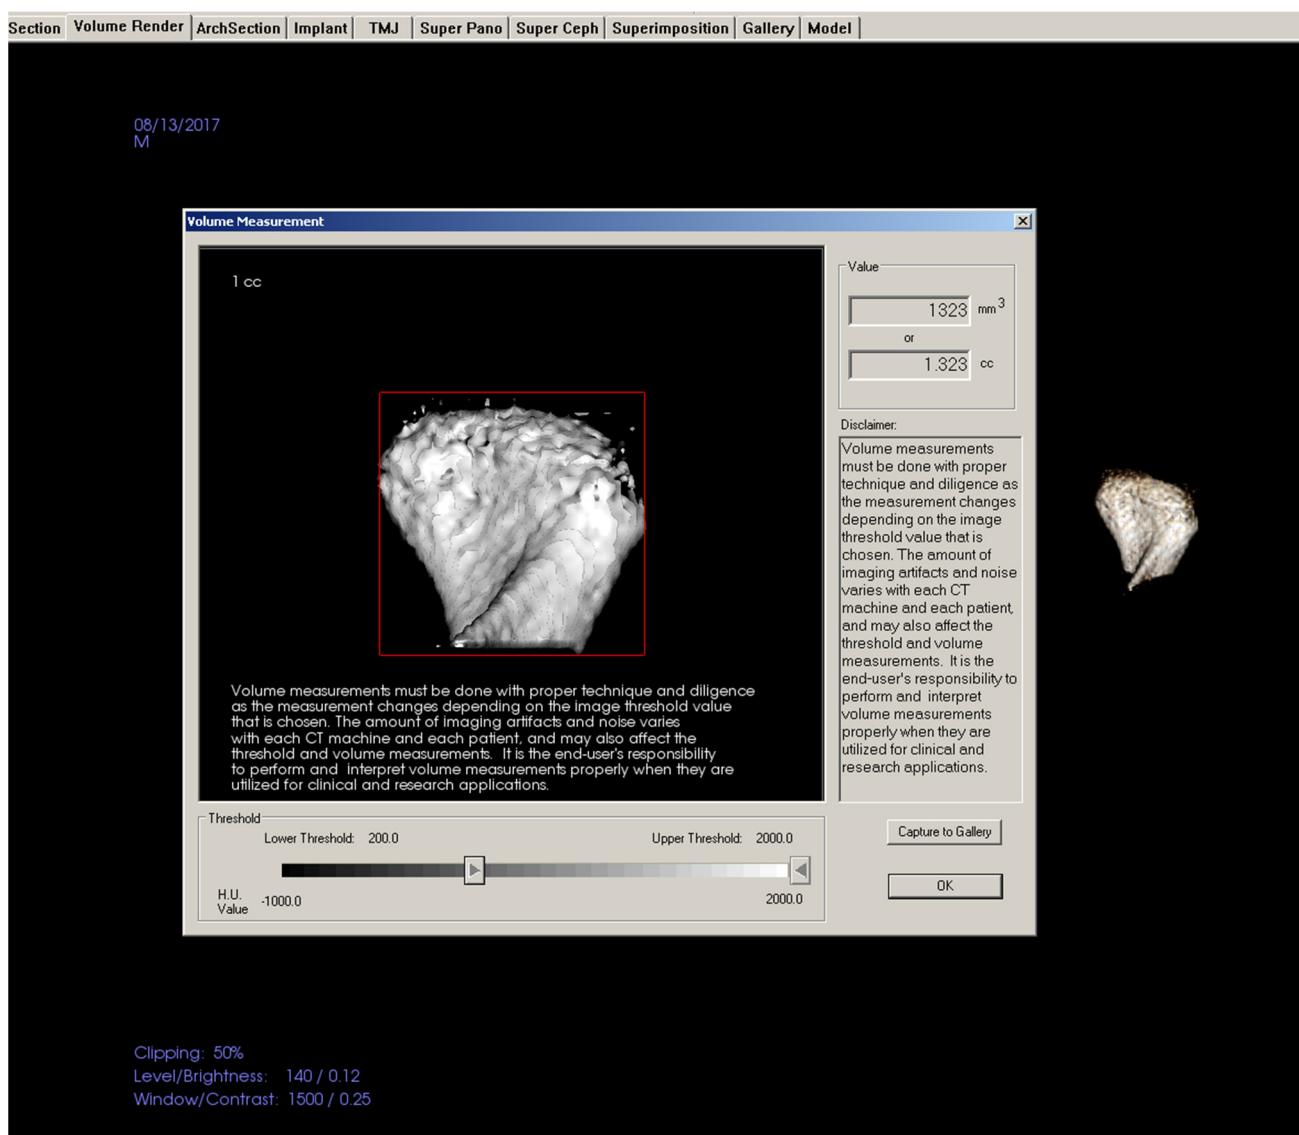 Section Volume Render ArchSection Implant TMJ Super Pano Super Ceph Superimposition Gallery Model
08/13/2017
M
Volume Measurement
1 cc
Volume measurements must be done with proper technique and diligence
as the measurement changes depending on the image threshold value
that is chosen. The amount of imaging artifacts and noise varies
with each CT machine and each patient, and may also affect the
threshold and volume measurements.  It is the end-user's responsibility
to perform and  interpret volume measurements properly when they are
utilized for clinical and research applications.
Value
1323 mm3
or
1.323 cc
Disclaimer:
Volume measurements
must be done with proper
technique and diligence as
the measurement changes
depending on the image
threshold value that is
chosen. The amount of
imaging artifacts and noise
varies with each CT
machine and each patient,
and may also affect the
threshold and volume
measurements.  It is the
end-user's responsibility to
perform and  interpret
volume measurements
properly when they are
utilized for clinical and
research applications.
Threshold
Lower Threshold: 200.0 Upper Threshold: 2000.0
H.U.
Value
-1000.0 2000.0
Capture to Gallery
OK
Clipping: 50%
Level/Brightness: 140 / 0.12
Window/Contrast: 1500 / 0.25